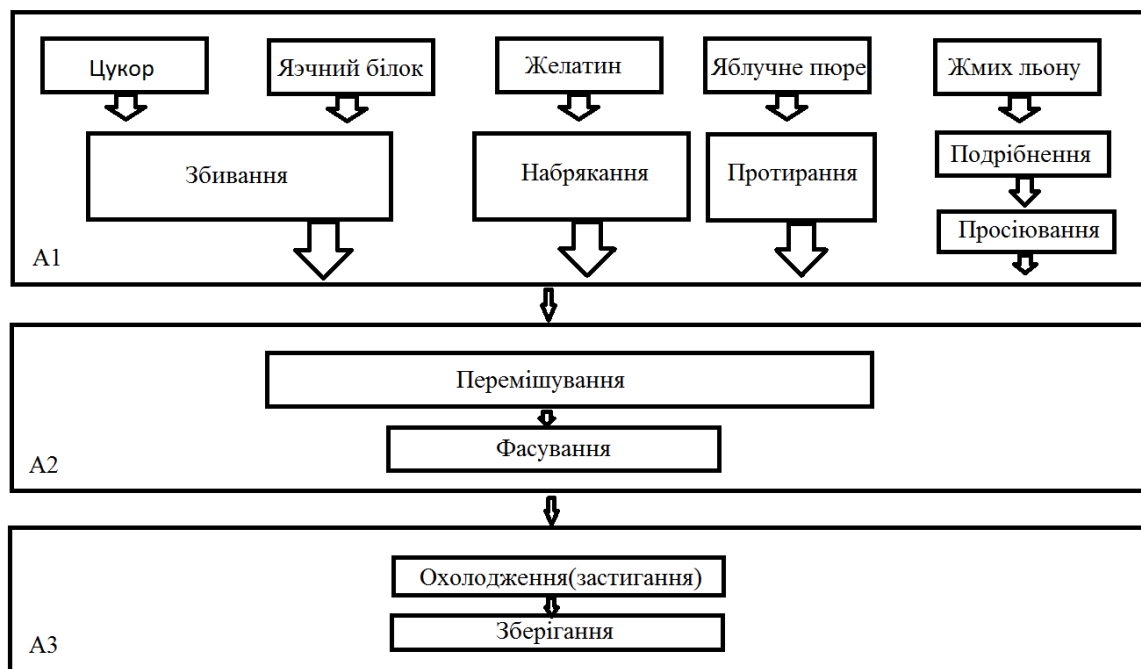 Цукор
Яэчний білок
Желатин
Яблучне пюре
Жмих льону
Збивання
Набрякання
Протирання
Подрібнення
Просіювання
А1
Перемішування
Фасування
А2
Охолодження(застигання)
Зберігання
А3